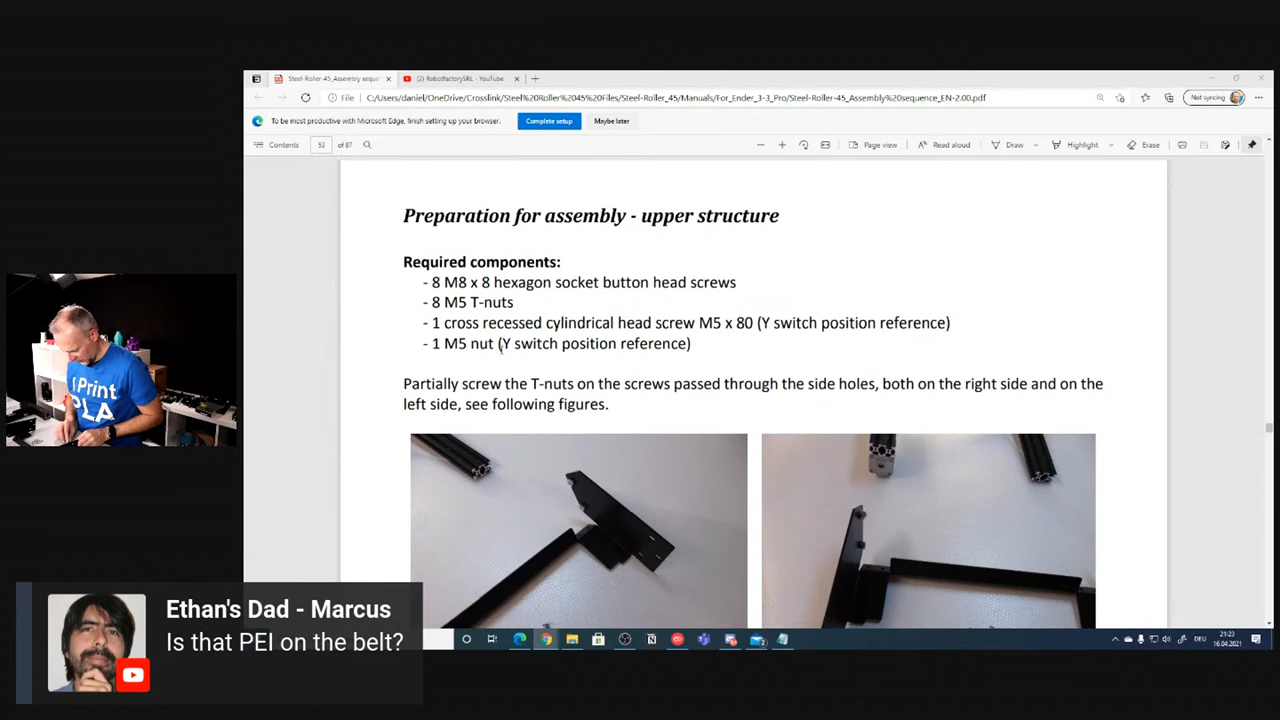 Steel-Roller-45_Assembly seque
(2) RobotfactorySRL - YouTube
File
C:/Users/daniel/OneDrive/Crosslink/Steel%20Roller%2045%20Files/Steel-Roller_45/Manuals/For_Ender_3-3_Pro/Steel-Roller-45_Assembly%20sequence_EN-2.00.pdf
Not syncing
To be most productive with Microsoft Edge, finish setting up your browser.
Complete setup
Maybe later
Contents
of 87
Page view
Read aloud
Draw
Highlight
Erase
Preparation for assembly - upper structure
Required components:
- 8 M8 x 8 hexagon socket button head screws
- 8 M5 T-nuts
- 1 cross recessed cylindrical head screw M5 x 80 (Y switch position reference)
- 1 M5 nut (Y switch position reference)
Partially screw the T-nuts on the screws passed through the side holes, both on the right side and on the
left side, see following figures.
I Print
PLA
Ethan's Dad - Marcus
Is that PEI on the belt?
DEU
21:23
16.04.2021